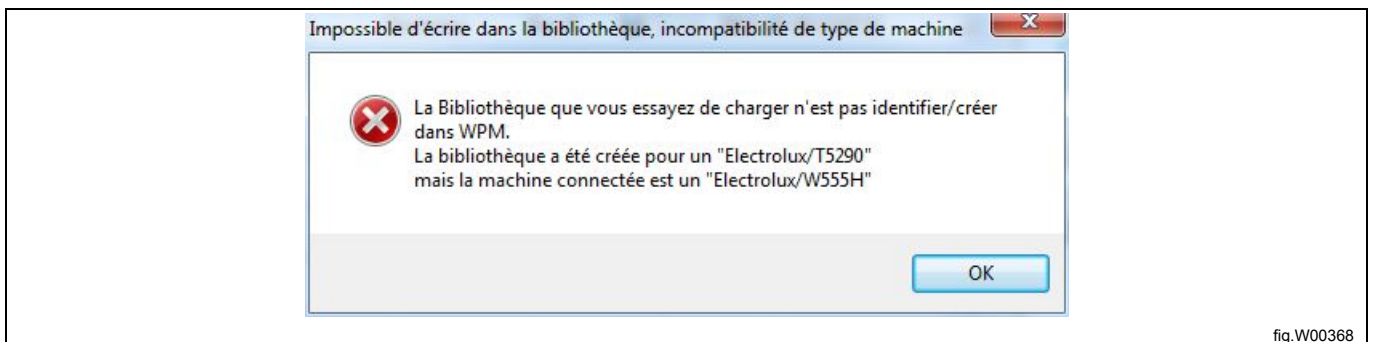 Impossible d'écrire dans la bibliothèque, incompatibilité de type de machine
La Bibliothèque que vous essayez de charger n'est pas identifier/créer
dans WPM.
La bibliothèque a été créée pour un "Electrolux/T5290"
mais la machine connectée est un "Electrolux/W555H"
OK
fig.W00368